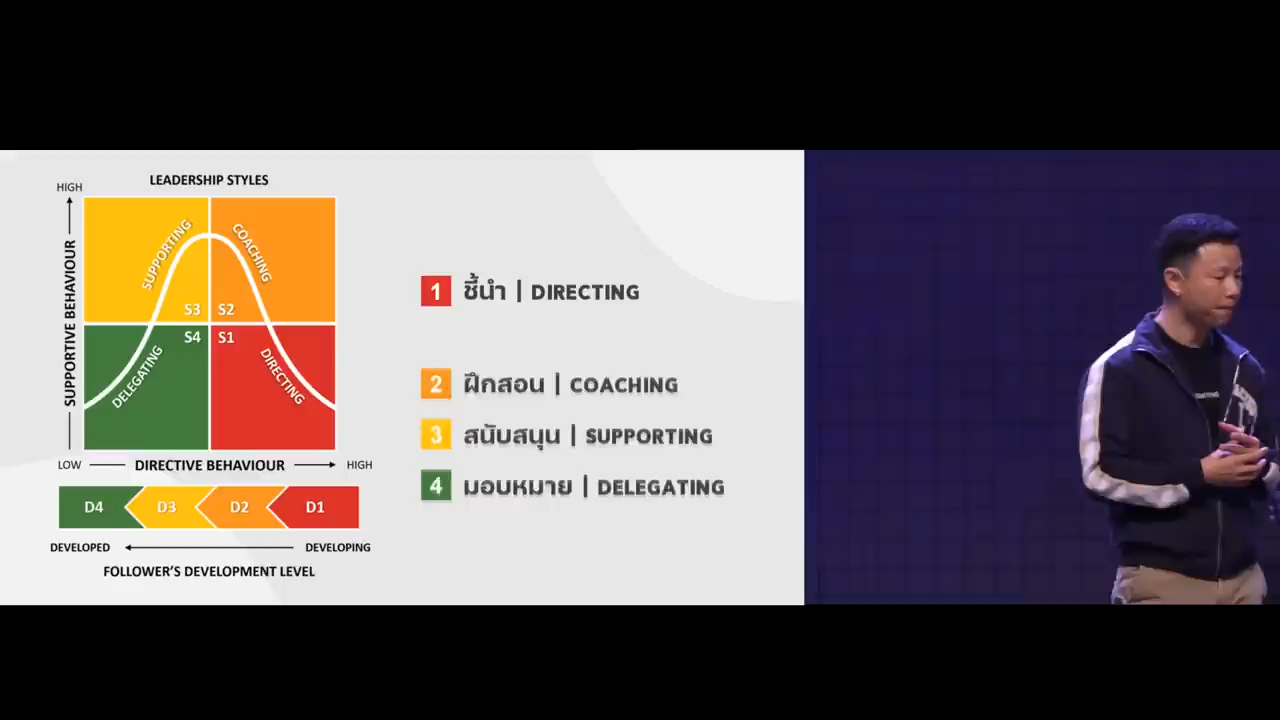 LEADERSHIP STYLES
HIGH
SUPPORTIVE BEHAVIOUR
SUPPORTING
COACHING
S3
S2
S4
S1
DELEGATING
DIRECTING
LOW
DIRECTIVE BEHAVIOUR
HIGH
D4
D3
D2
D1
DEVELOPED
DEVELOPING
FOLLOWER'S DEVELOPMENT LEVEL
1 ชี้นำ | DIRECTING
2 ฝึกสอน | COACHING
3 สนับสนุน | SUPPORTING
4 มอบหมาย | DELEGATING